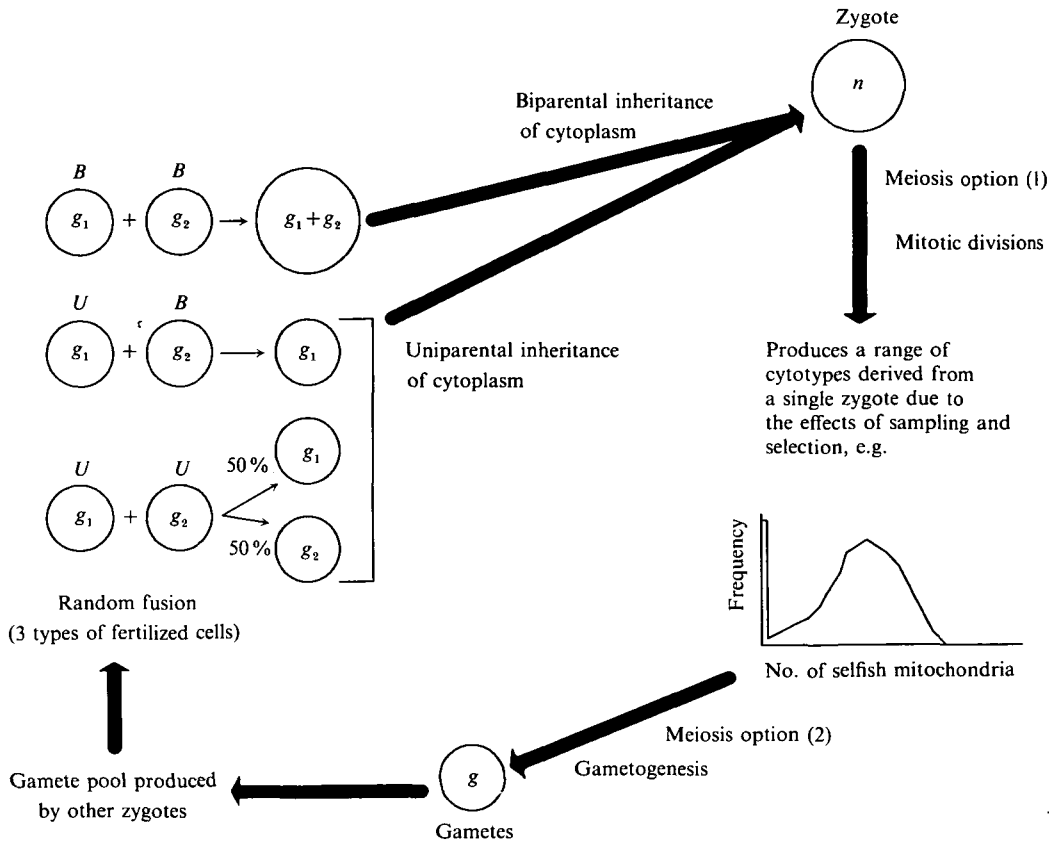 Zygote
n
Biparental inheritance
of cytoplasm
Meiosis option (1)
Mitotic divisions
B B
g₁ + g₂ → g₁+g₂
U B
g₁ + g₂ → g₁
Uniparental inheritance
of cytoplasm
Produces a range of
cytotypes derived from
a single zygote due to
the effects of sampling and
selection, e.g.
U U
g₁ + g₂
50% g₁
50% g₂
Random fusion
(3 types of fertilized cells)
Frequency
No. of selfish mitochondria
Meiosis option (2)
Gametogenesis
g
Gametes
Gamete pool produced
by other zygotes